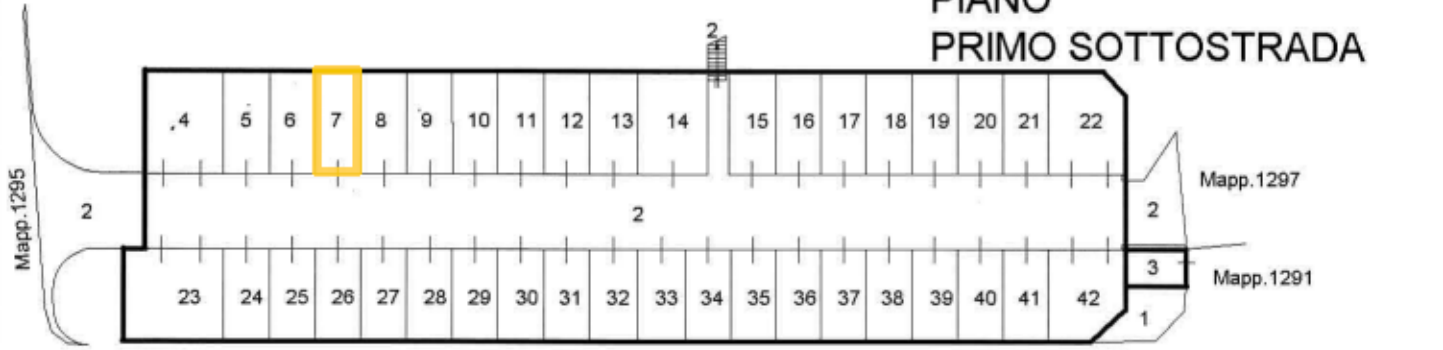 PIANO
PRIMO SOTTOSTRADA
2
4 5 6 7 8 9 10 11 12 13 14 15 16 17 18 19 20 21 22
Mapp.1297
Mapp.1295
2 2 2
3
Mapp.1291
23 24 25 26 27 28 29 30 31 32 33 34 35 36 37 38 39 40 41 42
1